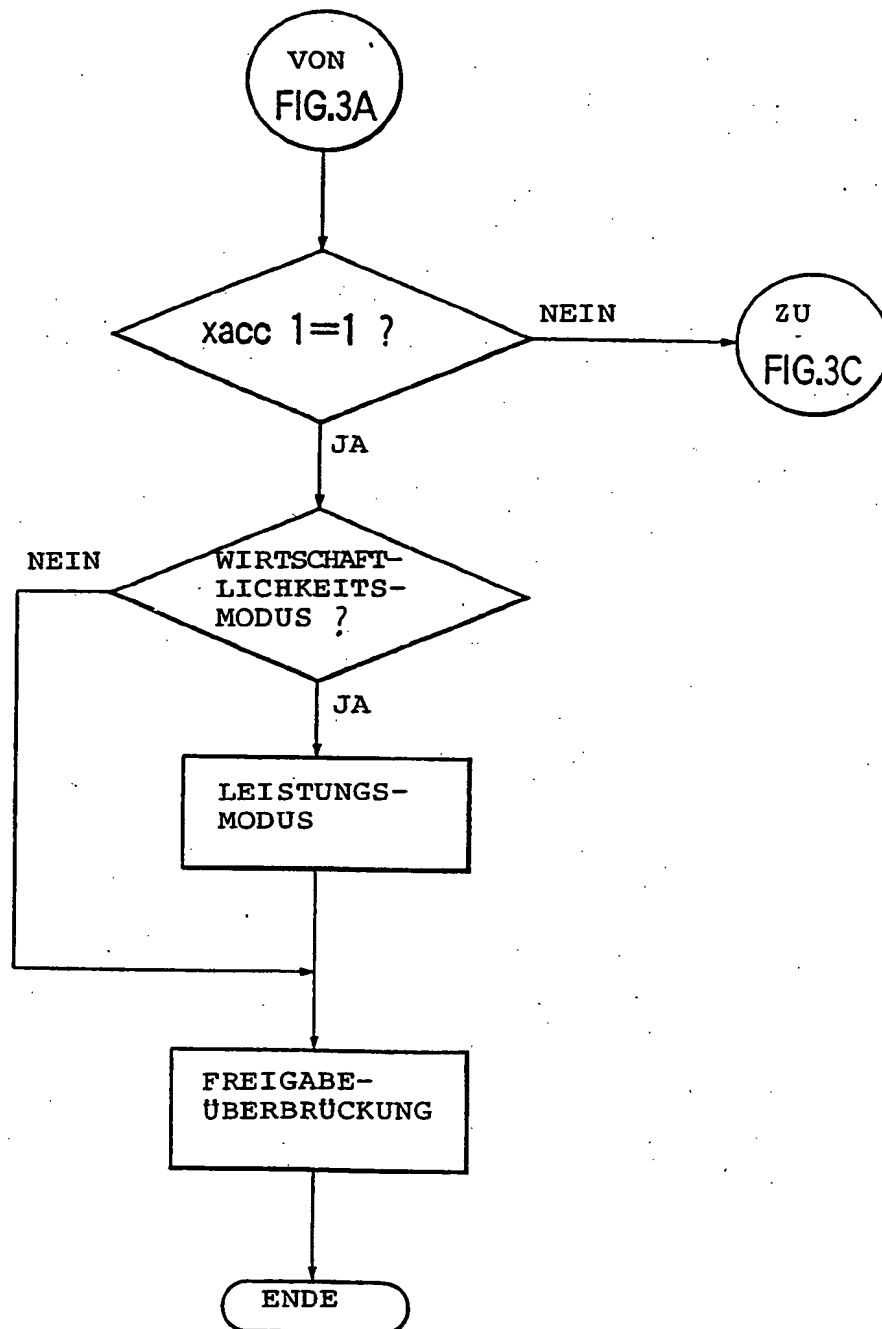 VON
FIG.3A
xacc 1=1 ?
NEIN
ZU
FIG.3C
JA
NEIN
WIRTSCHAFT-
LICHKEITS-
MODUS ?
JA
LEISTUNGS-
MODUS
FREIGABE-
ÜBERBRÜCKUNG
ENDE